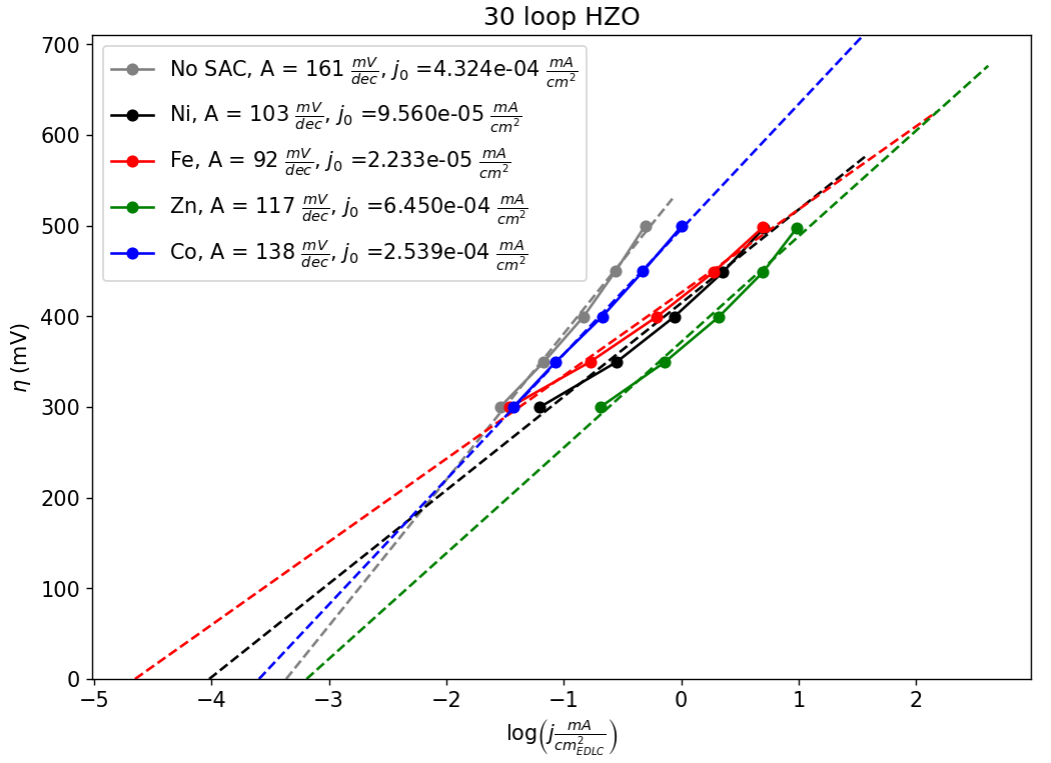 30 loop HZO
700
600
500
400
300
200
100
0
η (mV)
No SAC, A = 161 mV/dec, j0 =4.324e-04 mA/cm2
Ni, A = 103 mV/dec, j0 =9.560e-05 mA/cm2
Fe, A = 92 mV/dec, j0 =2.233e-05 mA/cm2
Zn, A = 117 mV/dec, j0 =6.450e-04 mA/cm2
Co, A = 138 mV/dec, j0 =2.539e-04 mA/cm2
−5 −4 −3 −2 −1 0 1 2
log(j mA/cm2EDLC)